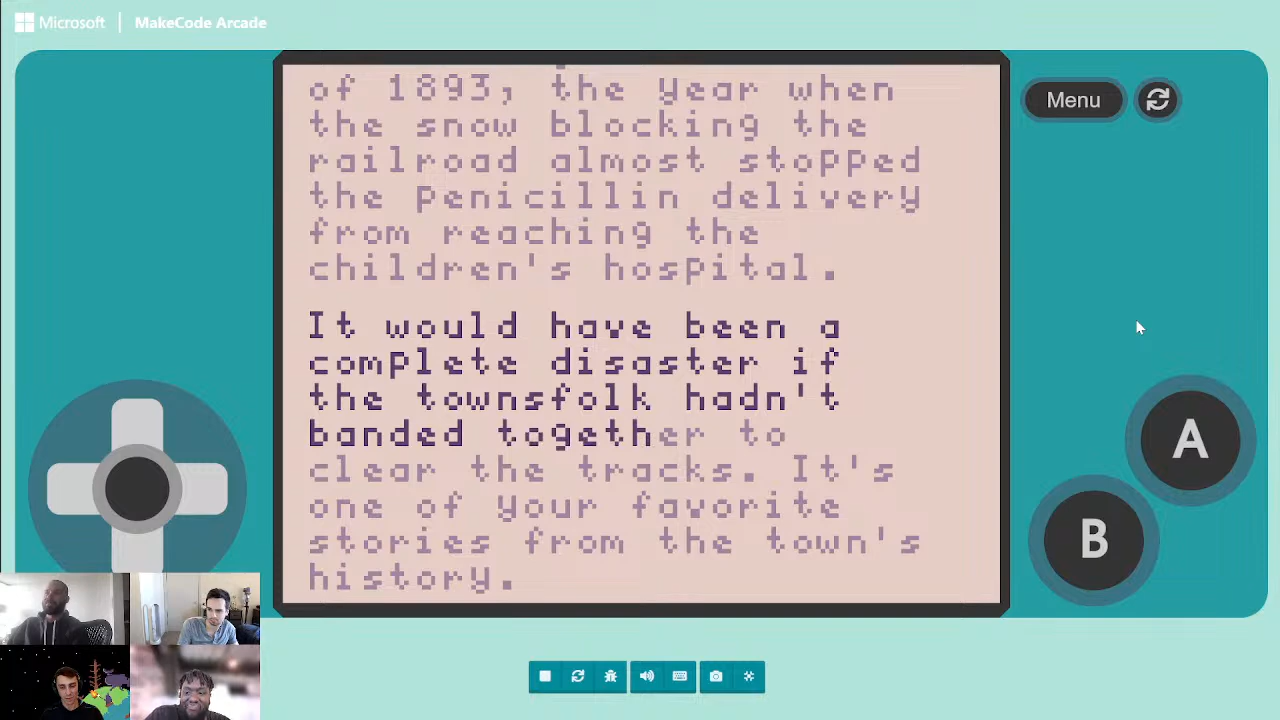 Microsoft | MakeCode Arcade
Menu
of 1893, the year when
the snow blocking the
railroad almost stopped
the penicillin delivery
from reaching the
children's hospital.
It would have been a
complete disaster if
the townsfolk hadn't
banded together to
clear the tracks. It's
one of your favorite
stories from the town's
history.
A
B